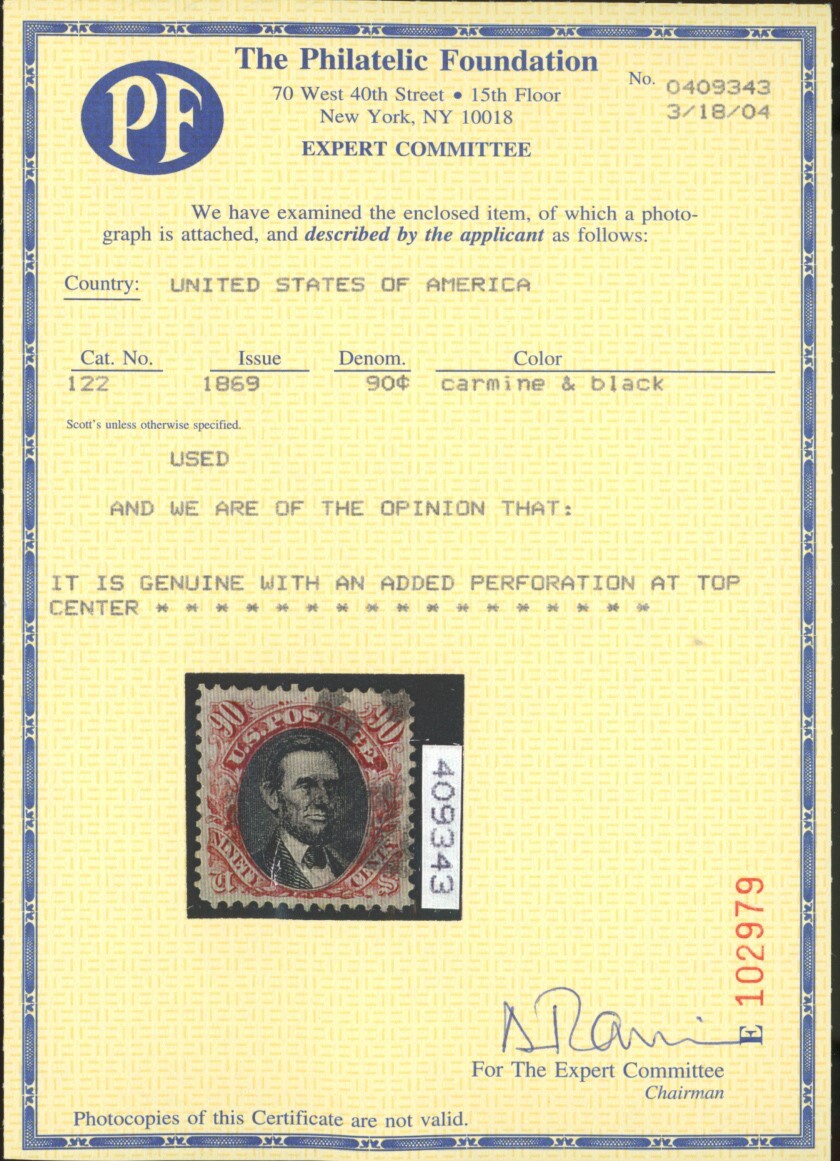 PF
The Philatelic Foundation
70 West 40th Street • 15th Floor
New York, NY 10018
EXPERT COMMITTEE
No. 0409343
3/18/04
We have examined the enclosed item, of which a photo-
graph is attached, and described by the applicant as follows:
Country: UNITED STATES OF AMERICA
Cat. No. Issue Denom. Color
122 1869 90¢ carmine & black
Scott's unless otherwise specified.
USED
AND WE ARE OF THE OPINION THAT:
IT IS GENUINE WITH AN ADDED PERFORATION AT TOP
CENTER * * * * * * * * * * * * * * * * *
90 90
U.S. POSTAGE
NINETY CENTS
U S
409343
E 102979
For The Expert Committee
Chairman
Photocopies of this Certificate are not valid.